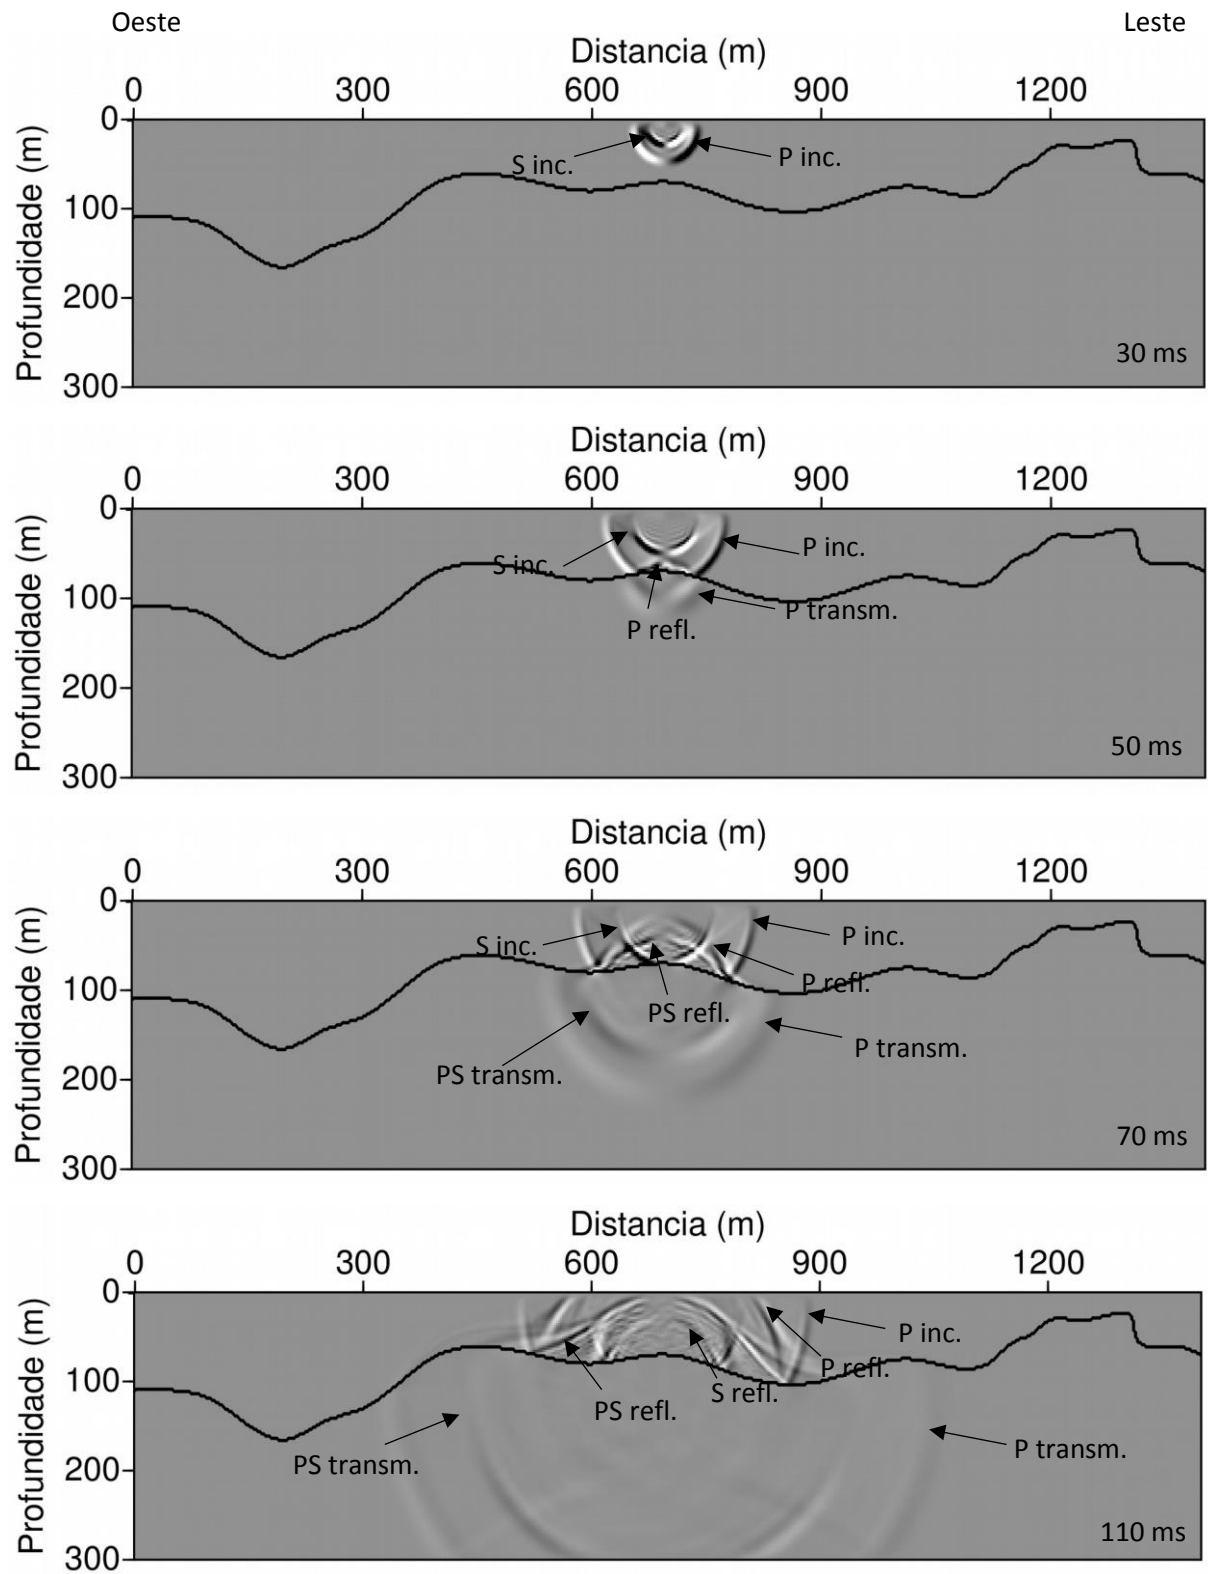 Oeste Leste
Distancia (m)
0 300 600 900 1200
0
100
200
300
Profundidade (m)
S inc. P inc.
30 ms
Distancia (m)
0 300 600 900 1200
0
100
200
300
Profundidade (m)
S inc. P inc.
P transm.
P refl.
50 ms
Distancia (m)
0 300 600 900 1200
0
100
200
300
Profundidade (m)
S inc. P inc.
P refl.
PS refl.
P transm.
PS transm.
70 ms
Distancia (m)
0 300 600 900 1200
0
100
200
300
Profundidade (m)
P inc.
P refl.
S refl.
PS refl.
P transm.
PS transm.
110 ms